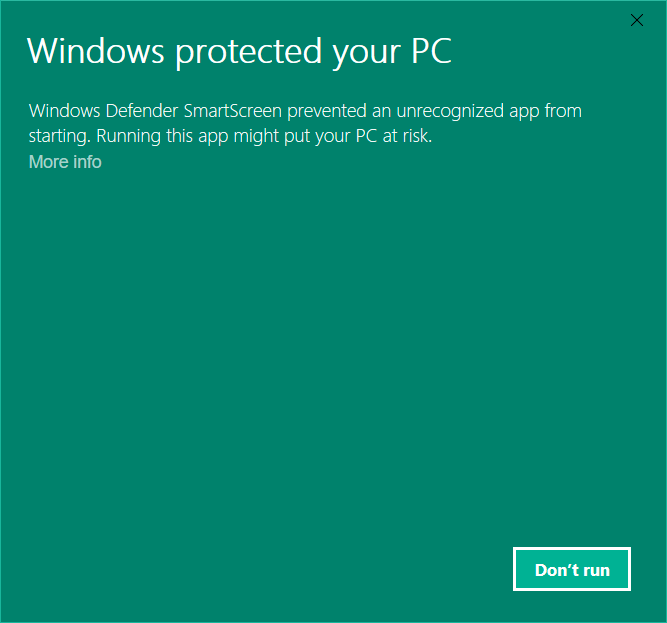 Windows protected your PC
Windows Defender SmartScreen prevented an unrecognized app from
starting. Running this app might put your PC at risk.
More info
Don’t run